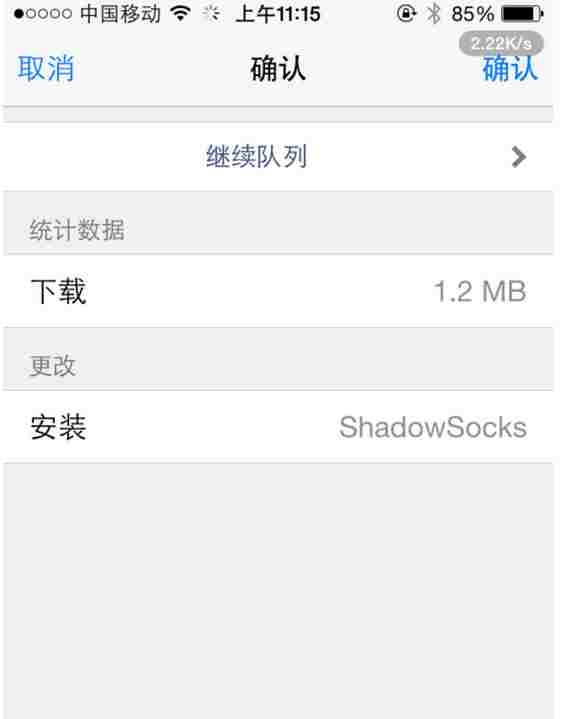 中国移动 上午11:15 85%
2.22K/s
取消 确认 确认
继续队列
统计数据
下载 1.2 MB
更改
安装 ShadowSocks